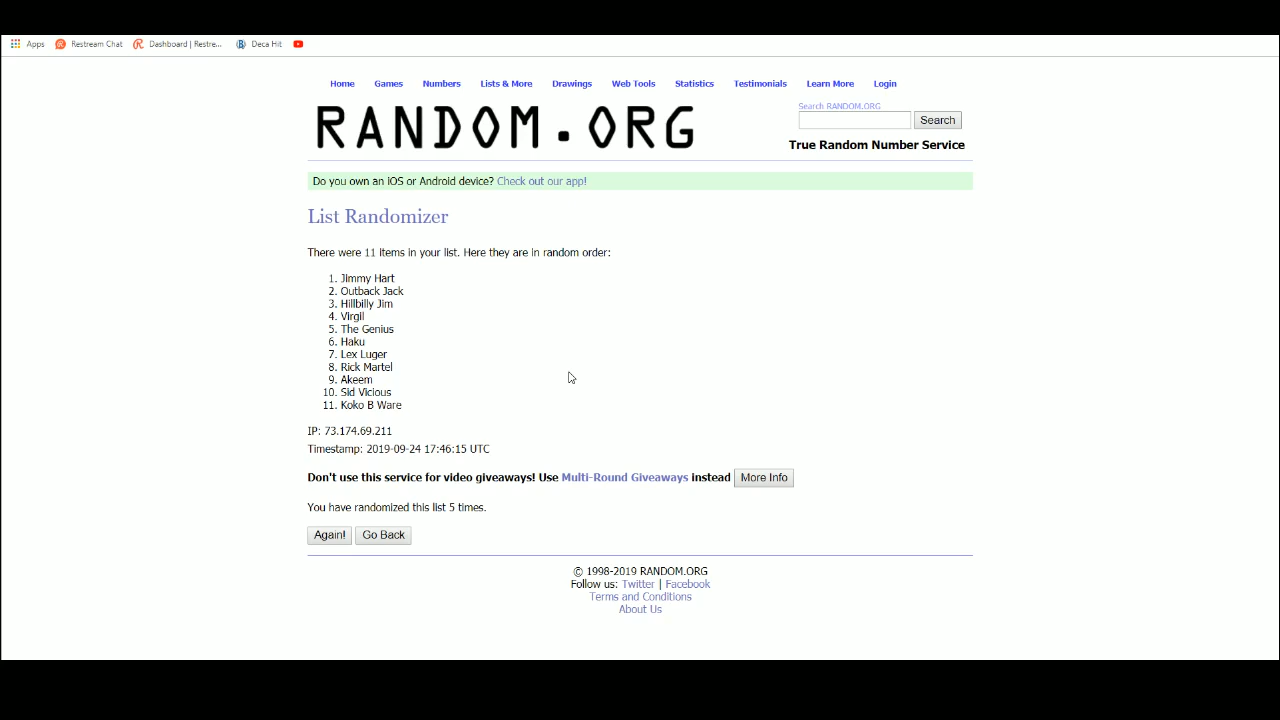 Apps Restream Chat Dashboard | Restre... Deca Hit
Home Games Numbers Lists & More Drawings Web Tools Statistics Testimonials Learn More Login
RANDOM.ORG
Search RANDOM.ORG
Search
True Random Number Service
Do you own an iOS or Android device? Check out our app!
List Randomizer
There were 11 items in your list. Here they are in random order:
1. Jimmy Hart
2. Outback Jack
3. Hillbilly Jim
4. Virgil
5. The Genius
6. Haku
7. Lex Luger
8. Rick Martel
9. Akeem
10. Sid Vicious
11. Koko B Ware
IP: 73.174.69.211
Timestamp: 2019-09-24 17:46:15 UTC
Don't use this service for video giveaways! Use Multi-Round Giveaways instead More Info
You have randomized this list 5 times.
Again! Go Back
© 1998-2019 RANDOM.ORG
Follow us: Twitter | Facebook
Terms and Conditions
About Us